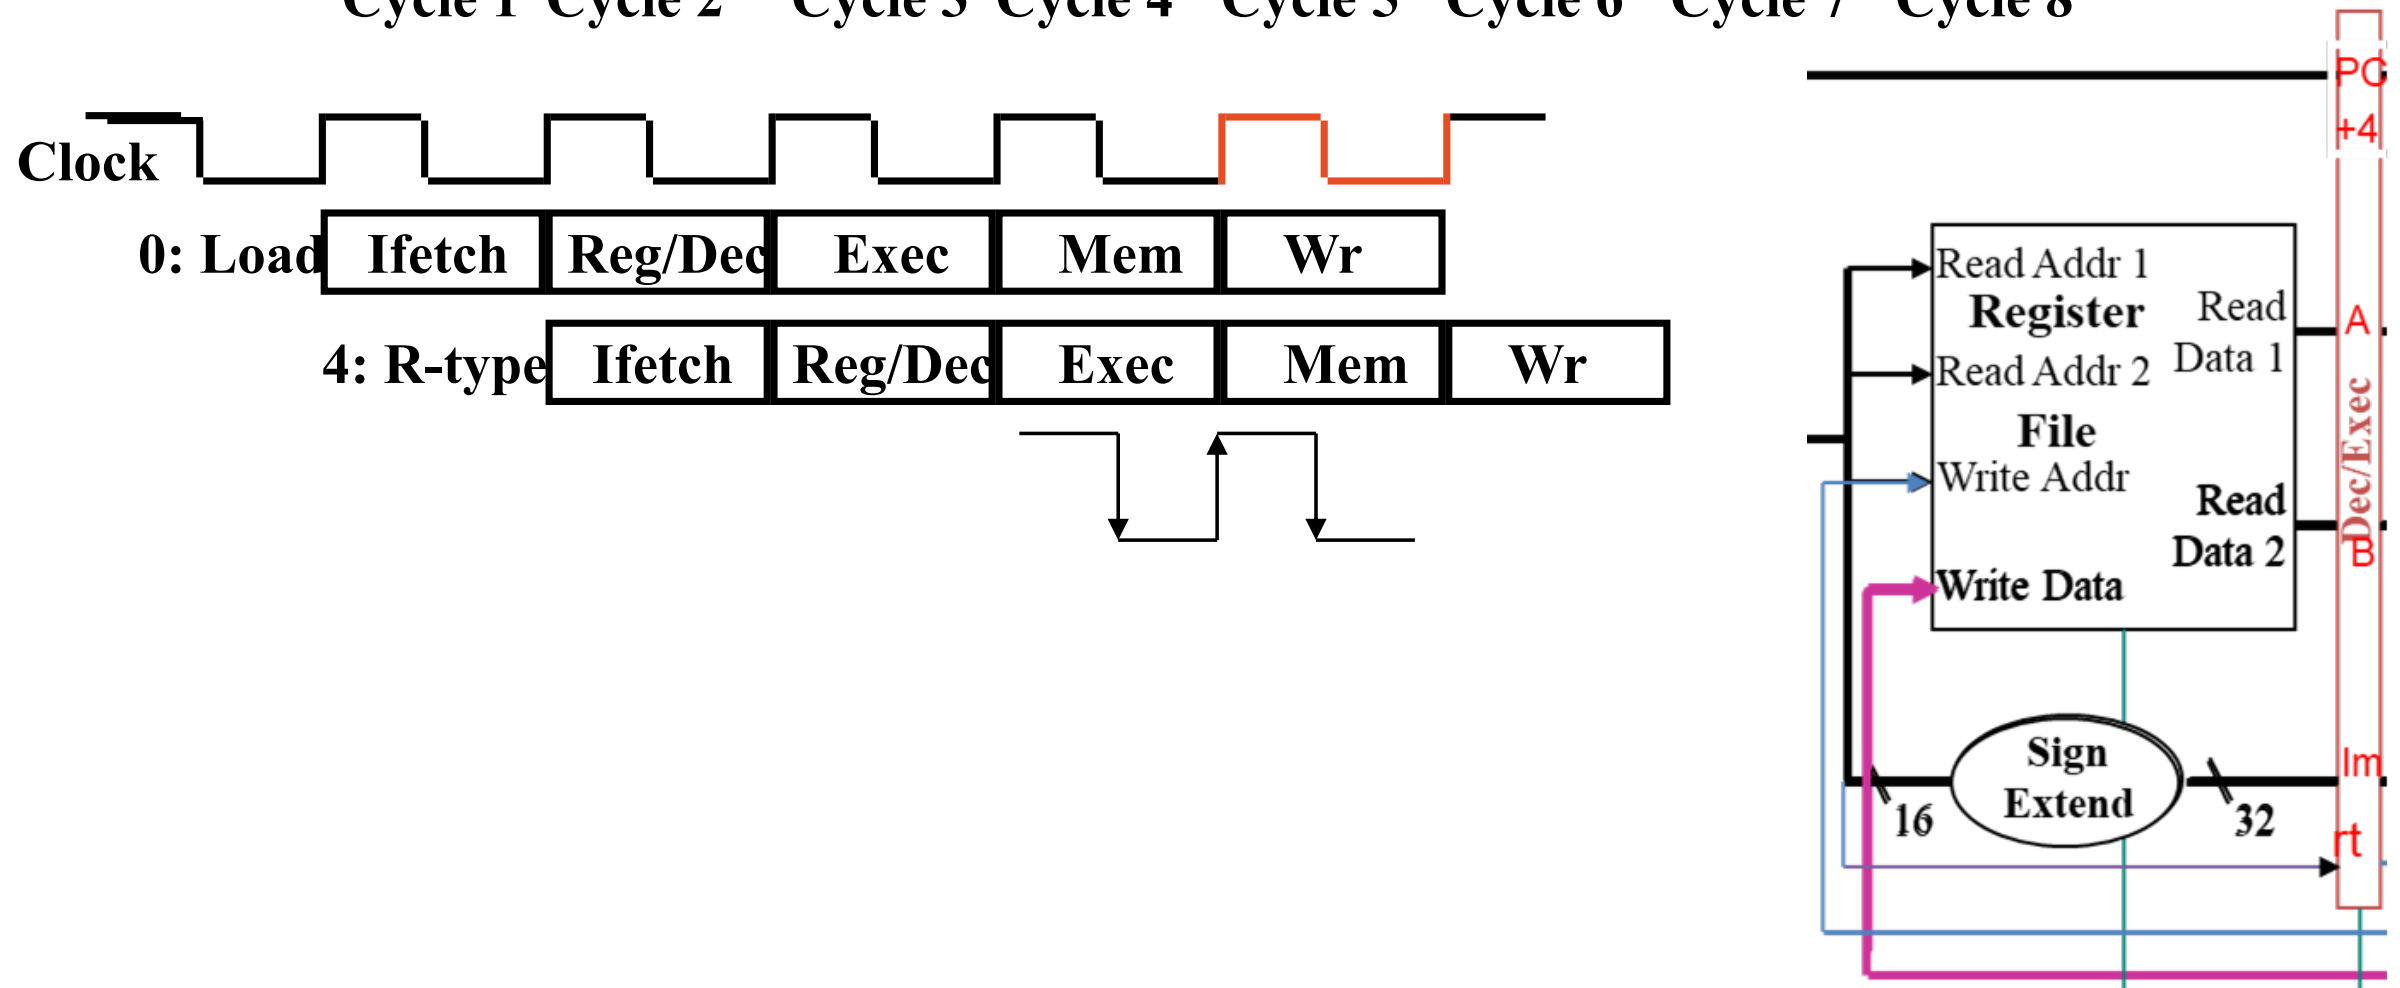 Cycle 1 Cycle 2 Cycle 3 Cycle 4 Cycle 5 Cycle 6 Cycle 7 Cycle 8
Clock
0: Load Ifetch Reg/Dec Exec Mem Wr
4: R-type Ifetch Reg/Dec Exec Mem Wr
PC
+4
Read Addr 1
Register
Read
Data 1
Read Addr 2
File
Write Addr
Read
Data 2
Write Data
A
Dec/Exec
B
Sign
Extend
16
32
Im
rt